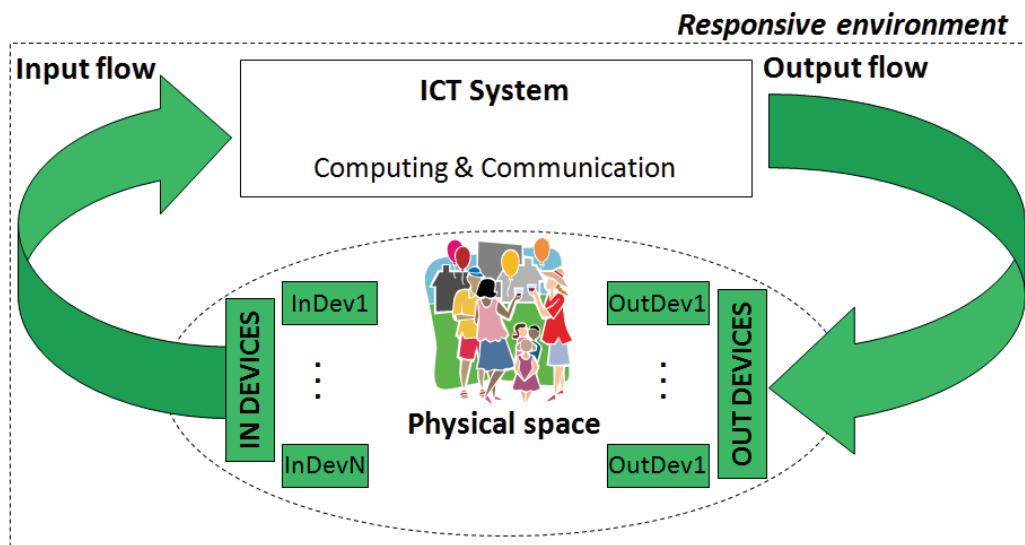 Responsive environment
Input flow
Output flow
ICT System
Computing & Communication
InDev1
OutDev1
IN DEVICES
OUT DEVICES
Physical space
InDevN
OutDev1